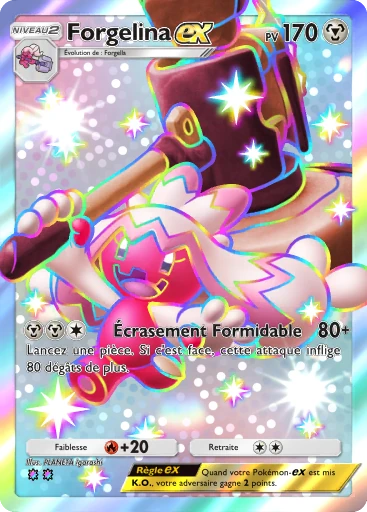 NIVEAU 2
Forgelina ex
PV 170
Évolution de : Forgella
Écrasement Formidable 80+
Lancez une pièce. Si c'est face, cette attaque inflige
80 dégâts de plus.
Faiblesse +20
Retraite
Illus. PLANETA Igarashi
Règle ex
Quand votre Pokémon-ex est mis
K.O., votre adversaire gagne 2 points.